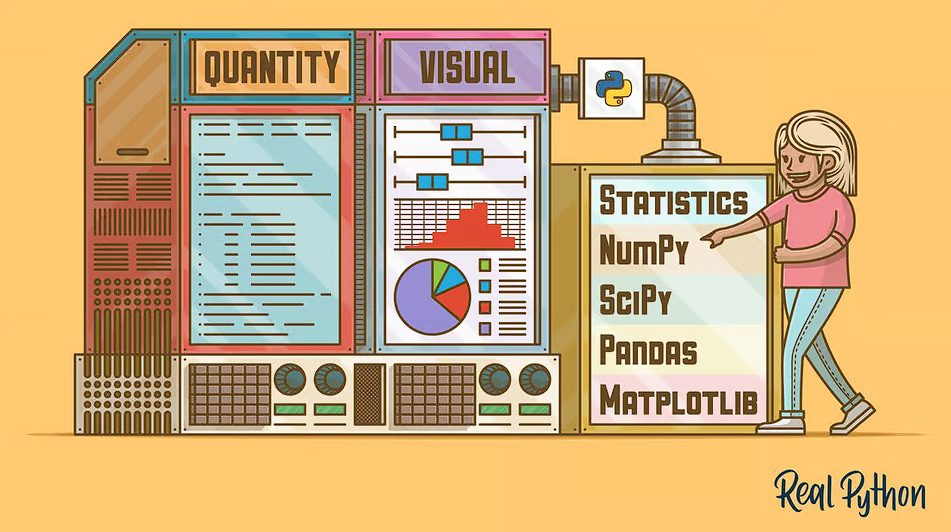 QUANTITY
VISUAL
STATISTICS
NUMPY
SCIPY
PANDAS
MATPLOTLIB
Real Python